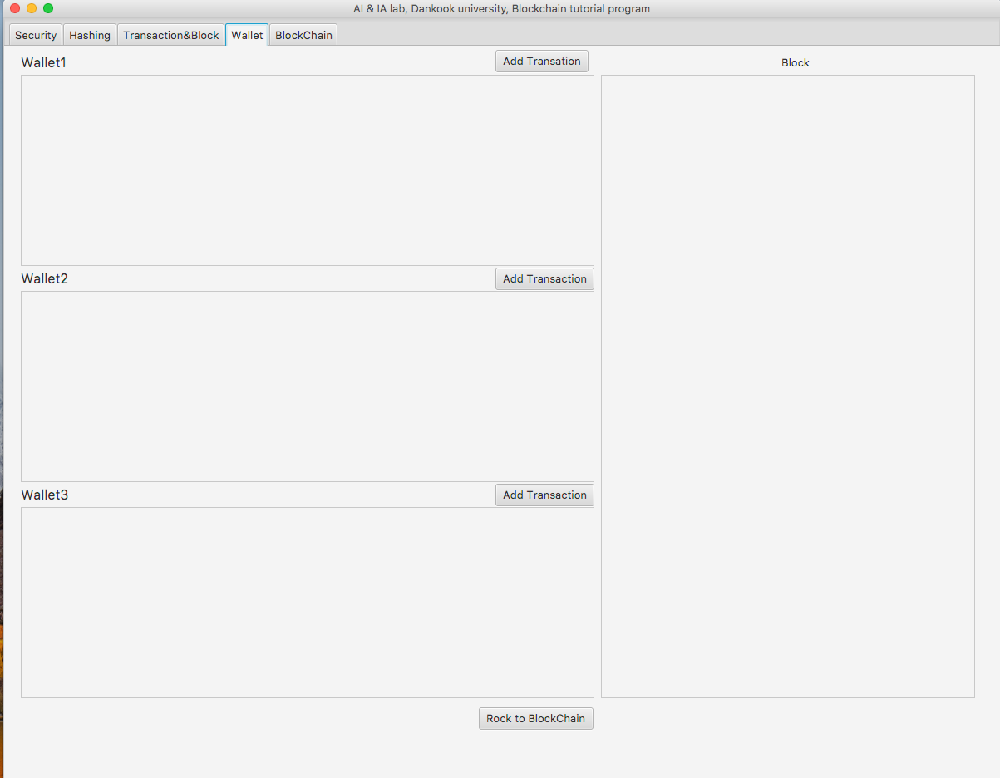 AI & IA lab, Dankook university, Blockchain tutorial program
Security Hashing Transaction&Block Wallet BlockChain
Wallet1 Add Transation Block
Wallet2 Add Transaction
Wallet3 Add Transaction
Rock to BlockChain